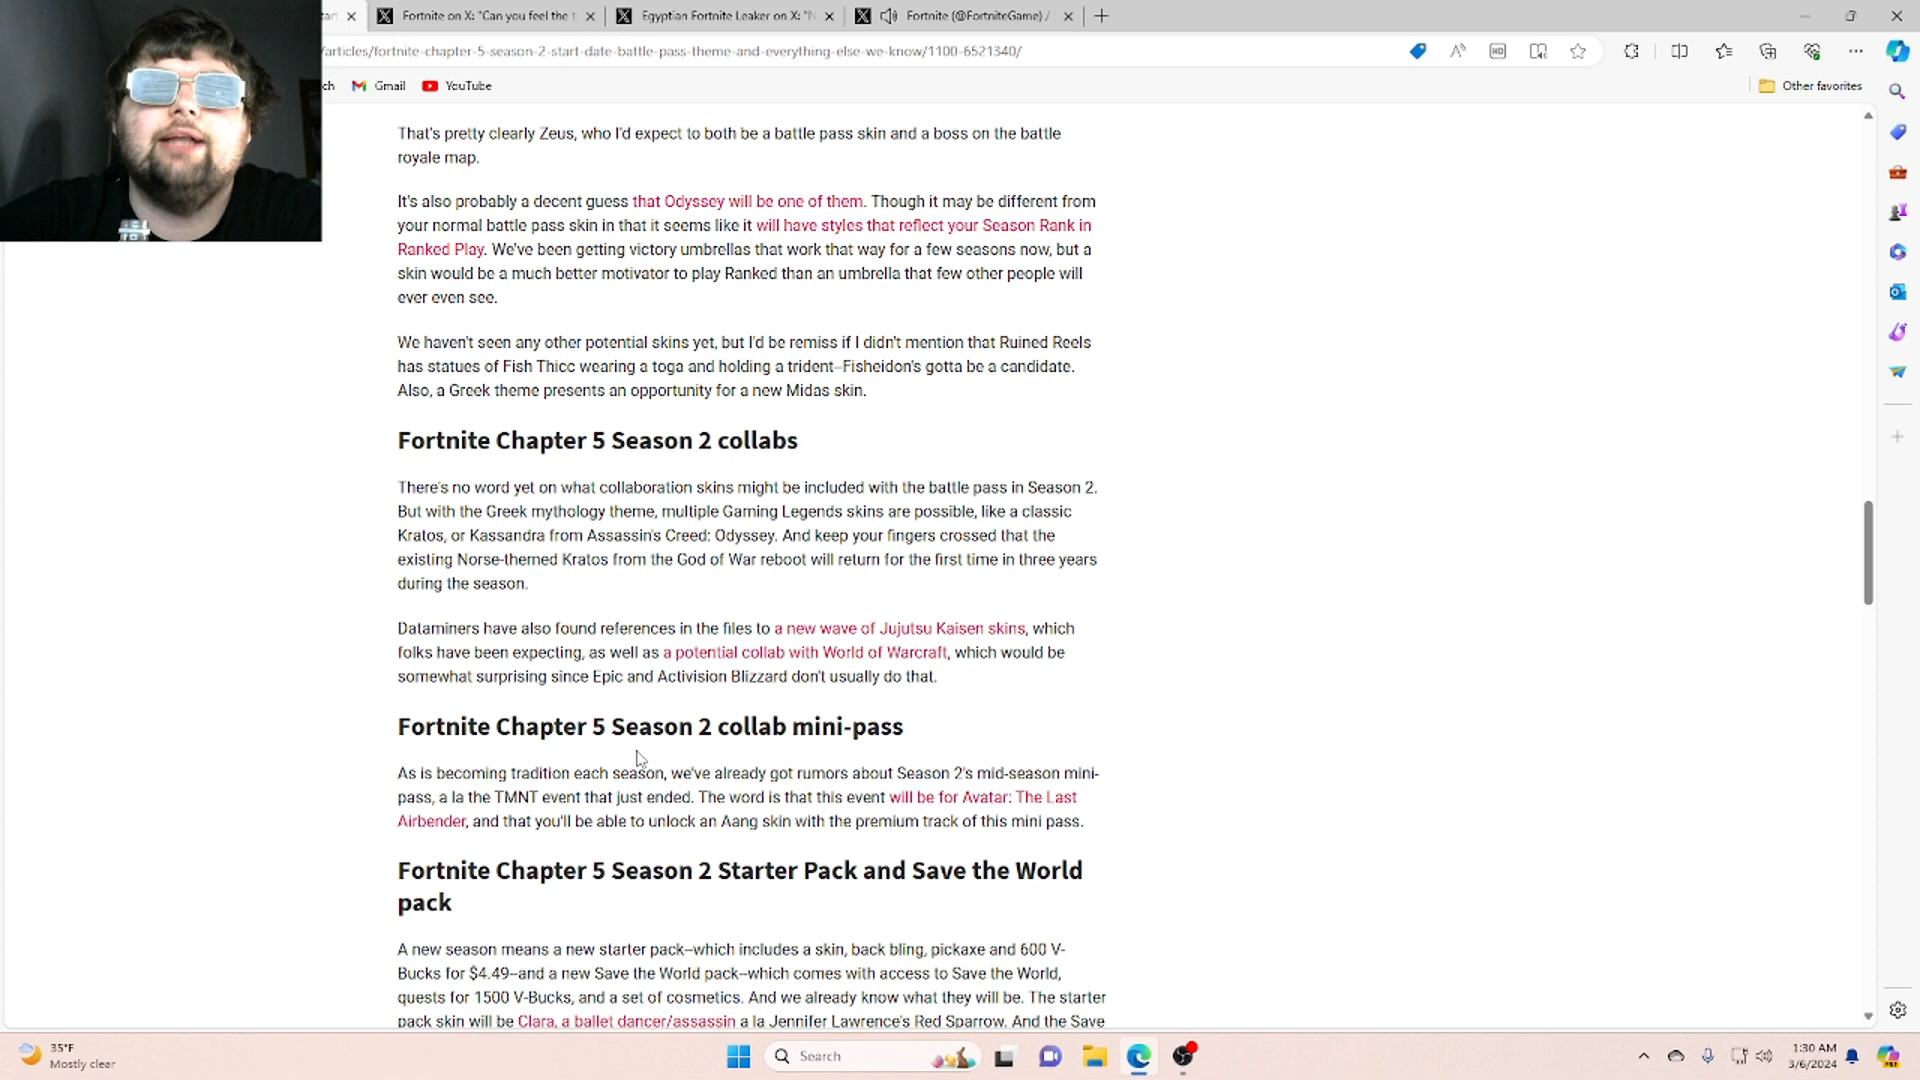 Fortnite on X: "Can you feel the t
Egyptian Fortnite Leaker on X: "N
Fortnite (@FortniteGame) /
/articles/fortnite-chapter-5-season-2-start-date-battle-pass-theme-and-everything-else-we-know/1100-6521340/
ch
Gmail
YouTube
Other favorites
That's pretty clearly Zeus, who I'd expect to both be a battle pass skin and a boss on the battle
royale map.
It's also probably a decent guess that Odyssey will be one of them. Though it may be different from
your normal battle pass skin in that it seems like it will have styles that reflect your Season Rank in
Ranked Play. We've been getting victory umbrellas that work that way for a few seasons now, but a
skin would be a much better motivator to play Ranked than an umbrella that few other people will
ever even see.
We haven't seen any other potential skins yet, but I'd be remiss if I didn't mention that Ruined Reels
has statues of Fish Thicc wearing a toga and holding a trident--Fisheidon's gotta be a candidate.
Also, a Greek theme presents an opportunity for a new Midas skin.
Fortnite Chapter 5 Season 2 collabs
There's no word yet on what collaboration skins might be included with the battle pass in Season 2.
But with the Greek mythology theme, multiple Gaming Legends skins are possible, like a classic
Kratos, or Kassandra from Assassin's Creed: Odyssey. And keep your fingers crossed that the
existing Norse-themed Kratos from the God of War reboot will return for the first time in three years
during the season.
Dataminers have also found references in the files to a new wave of Jujutsu Kaisen skins, which
folks have been expecting, as well as a potential collab with World of Warcraft, which would be
somewhat surprising since Epic and Activision Blizzard don't usually do that.
Fortnite Chapter 5 Season 2 collab mini-pass
As is becoming tradition each season, we've already got rumors about Season 2's mid-season mini-
pass, a la the TMNT event that just ended. The word is that this event will be for Avatar: The Last
Airbender, and that you'll be able to unlock an Aang skin with the premium track of this mini pass.
Fortnite Chapter 5 Season 2 Starter Pack and Save the World
pack
A new season means a new starter pack--which includes a skin, back bling, pickaxe and 600 V-
Bucks for $4.49--and a new Save the World pack--which comes with access to Save the World,
quests for 1500 V-Bucks, and a set of cosmetics. And we already know what they will be. The starter
pack skin will be Clara, a ballet dancer/assassin a la Jennifer Lawrence's Red Sparrow. And the Save
35°F
Mostly clear
Search
1:30 AM
3/6/2024